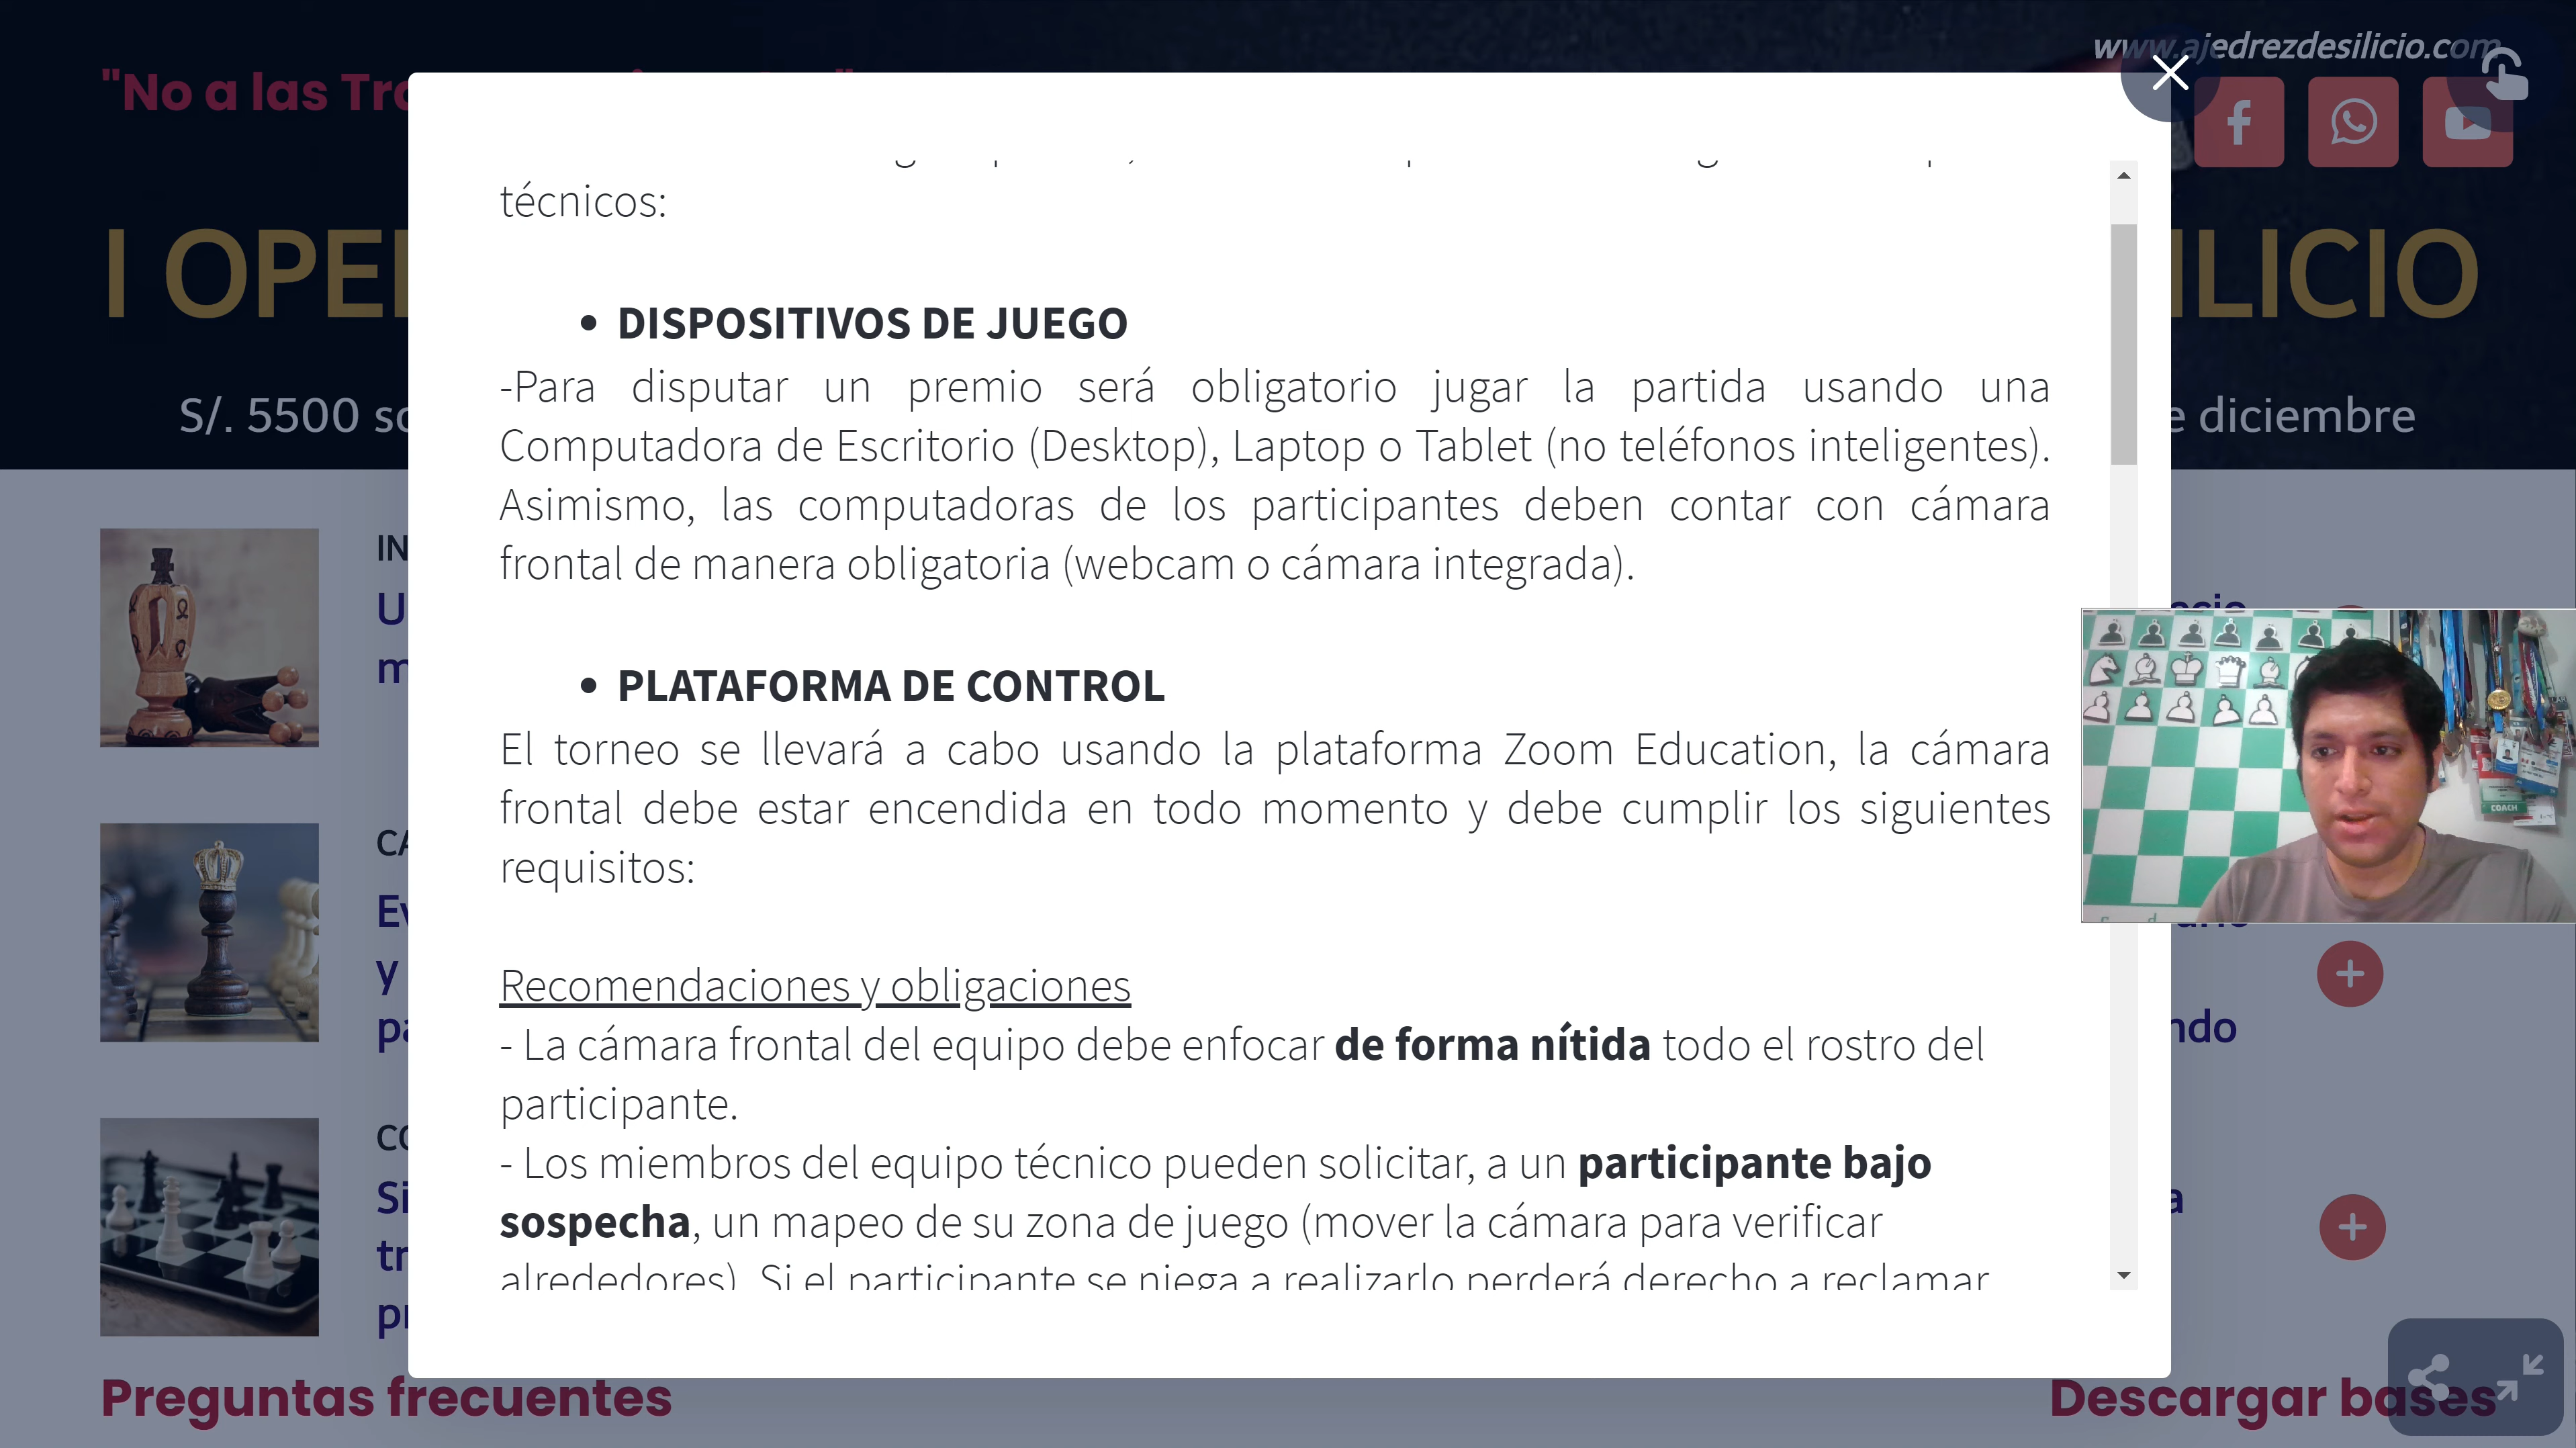 www.ajedrezdesilicio.com
"No a las
I
S/. 5500
ILICIO
diciembre
técnicos:
• DISPOSITIVOS DE JUEGO
-Para disputar un premio será obligatorio jugar la partida usando una
Computadora de Escritorio (Desktop), Laptop o Tablet (no teléfonos inteligentes).
Asimismo, las computadoras de los participantes deben contar con cámara
frontal de manera obligatoria (webcam o cámara integrada).
• PLATAFORMA DE CONTROL
El torneo se llevará a cabo usando la plataforma Zoom Education, la cámara
frontal debe estar encendida en todo momento y debe cumplir los siguientes
requisitos:
Recomendaciones y obligaciones
- La cámara frontal del equipo debe enfocar de forma nítida todo el rostro del
participante.
- Los miembros del equipo técnico pueden solicitar, a un participante bajo
sospecha, un mapeo de su zona de juego (mover la cámara para verificar
alrededores). Si el participante se niega a realizarlo perderá derecho a reclamar
y
COACH
Preguntas frecuentes
Descargar bases